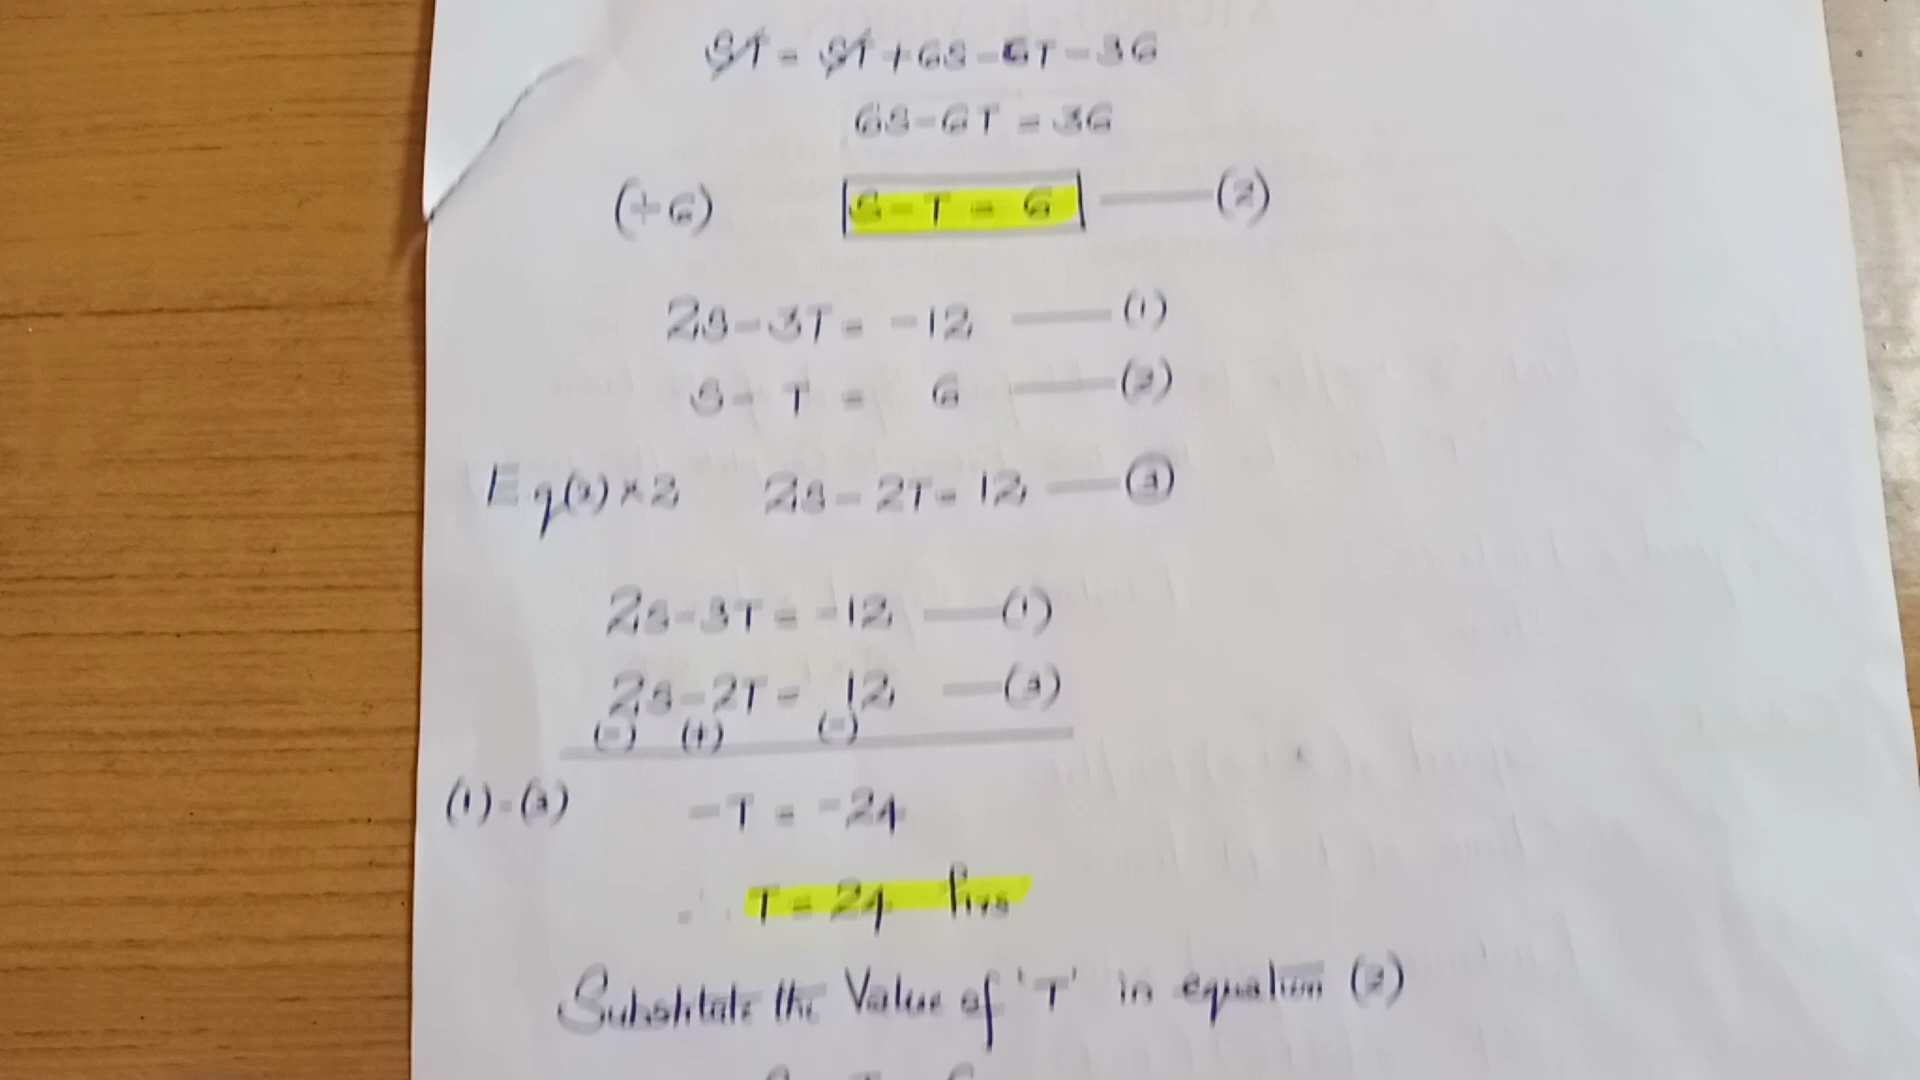 ST = ST + 6S - 6T - 36
6S - 6T = 36
(÷6) S - T = 6 —— (2)
2S - 3T = -12 —— (1)
S - T = 6 —— (2)
Eq(2) × 2 2S - 2T = 12 —— (3)
2S - 3T = -12 —— (1)
2S - 2T = 12 —— (3)
(-) (+) (-)
(1) - (3) -T = -24
T = 24
Substitute the Value of 'T' in equation (2)